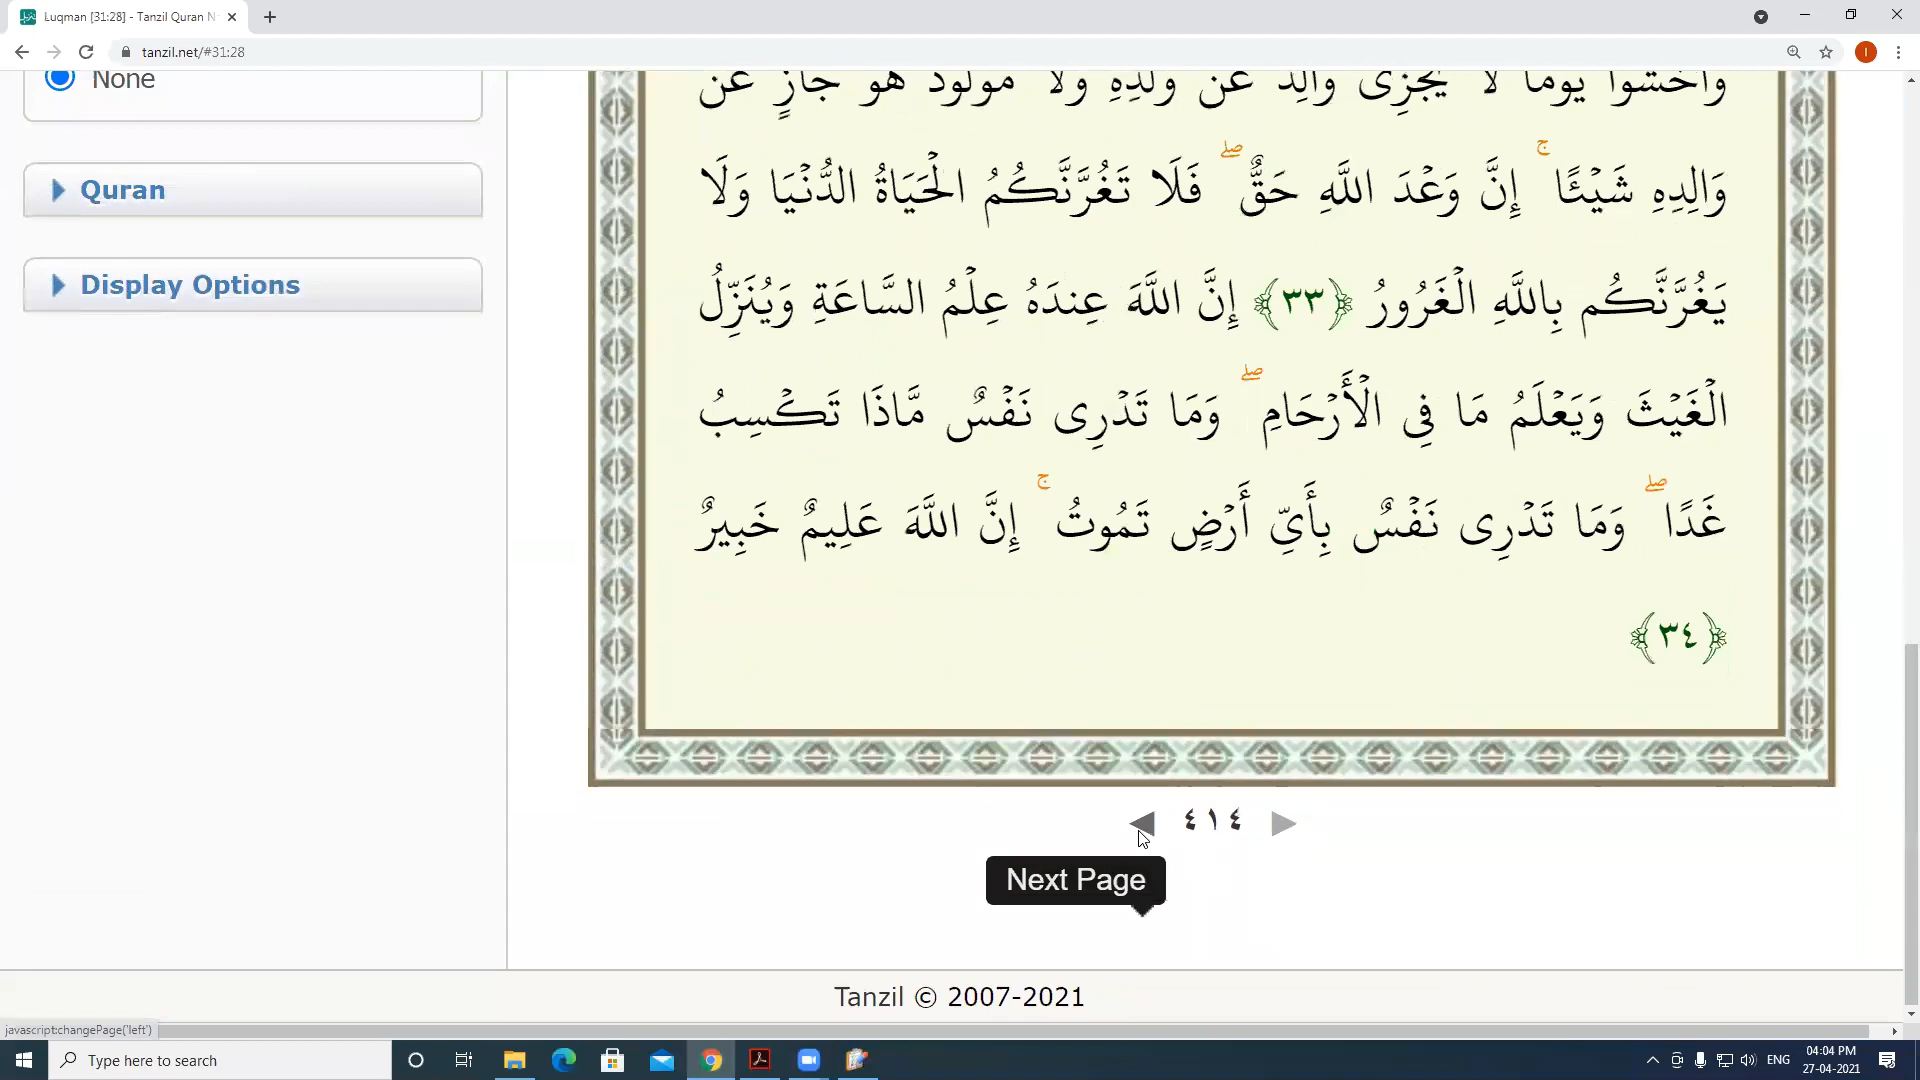 Luqman [31:28] - Tanzil Quran N
tanzil.net/#31:28
None
Quran
Display Options
وَاخْشَوْا يَوْمًا لَّا يَجْزِى وَالِدٌ عَن وَلَدِهِ وَلَا مَوْلُودٌ هُوَ جَازٍ عَن
وَالِدِهِ شَيْئًا ۚ إِنَّ وَعْدَ اللَّهِ حَقٌّ ۖ فَلَا تَغُرَّنَّكُمُ الْحَيَاةُ الدُّنْيَا وَلَا
يَغُرَّنَّكُم بِاللَّهِ الْغَرُورُ ﴿٣٣﴾ إِنَّ اللَّهَ عِندَهُ عِلْمُ السَّاعَةِ وَيُنَزِّلُ
الْغَيْثَ وَيَعْلَمُ مَا فِى الْأَرْحَامِ ۖ وَمَا تَدْرِى نَفْسٌ مَّاذَا تَكْسِبُ
غَدًا ۖ وَمَا تَدْرِى نَفْسٌ بِأَىِّ أَرْضٍ تَمُوتُ ۚ إِنَّ اللَّهَ عَلِيمٌ خَبِيرٌ
﴿٣٤﴾
٤١٤
Next Page
Tanzil © 2007-2021
javascript:changePage('left')
Type here to search
ENG
04:04 PM
27-04-2021